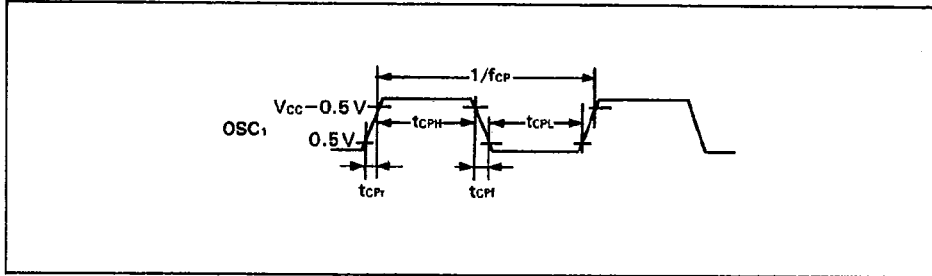 1/fCP
VCC−0.5 V
tCPH
tCPL
OSC₁
0.5 V
tCPr
tCPf